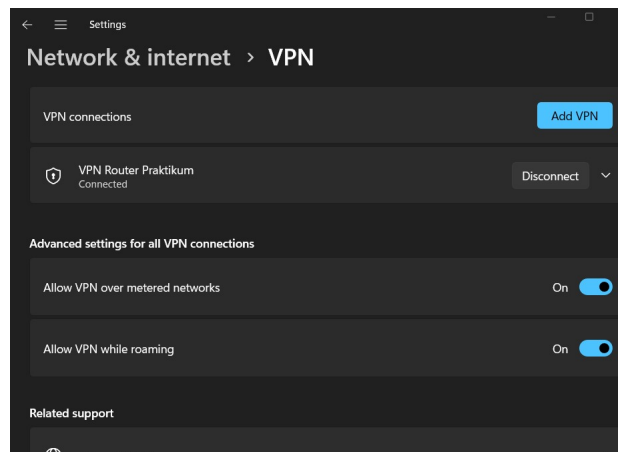 Settings
Network & internet > VPN
VPN connections
Add VPN
VPN Router Praktikum
Connected
Disconnect
Advanced settings for all VPN connections
Allow VPN over metered networks
On
Allow VPN while roaming
On
Related support